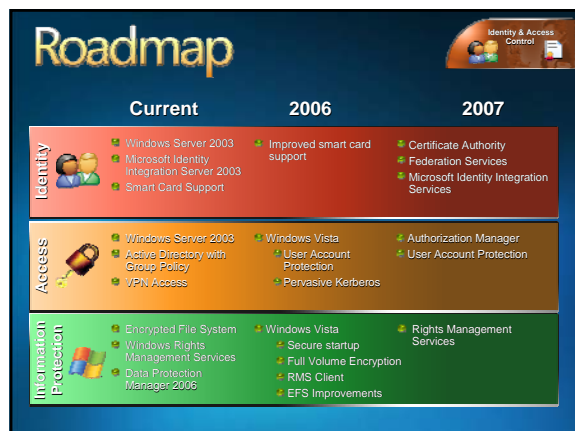 Roadmap
Identity & Access
Control
Current
2006
2007
Identity
Windows Server 2003
Microsoft Identity
Integration Server 2003
Smart Card Support
Improved smart card
support
Certificate Authority
Federation Services
Microsoft Identity Integration
Services
Access
Windows Server 2003
Active Directory with
Group Policy
VPN Access
Windows Vista
User Account
Protection
Pervasive Kerberos
Authorization Manager
User Account Protection
Information
Protection
Encrypted File System
Windows Rights
Management Services
Data Protection
Manager 2006
Windows Vista
Secure startup
Full Volume Encryption
RMS Client
EFS Improvements
Rights Management
Services